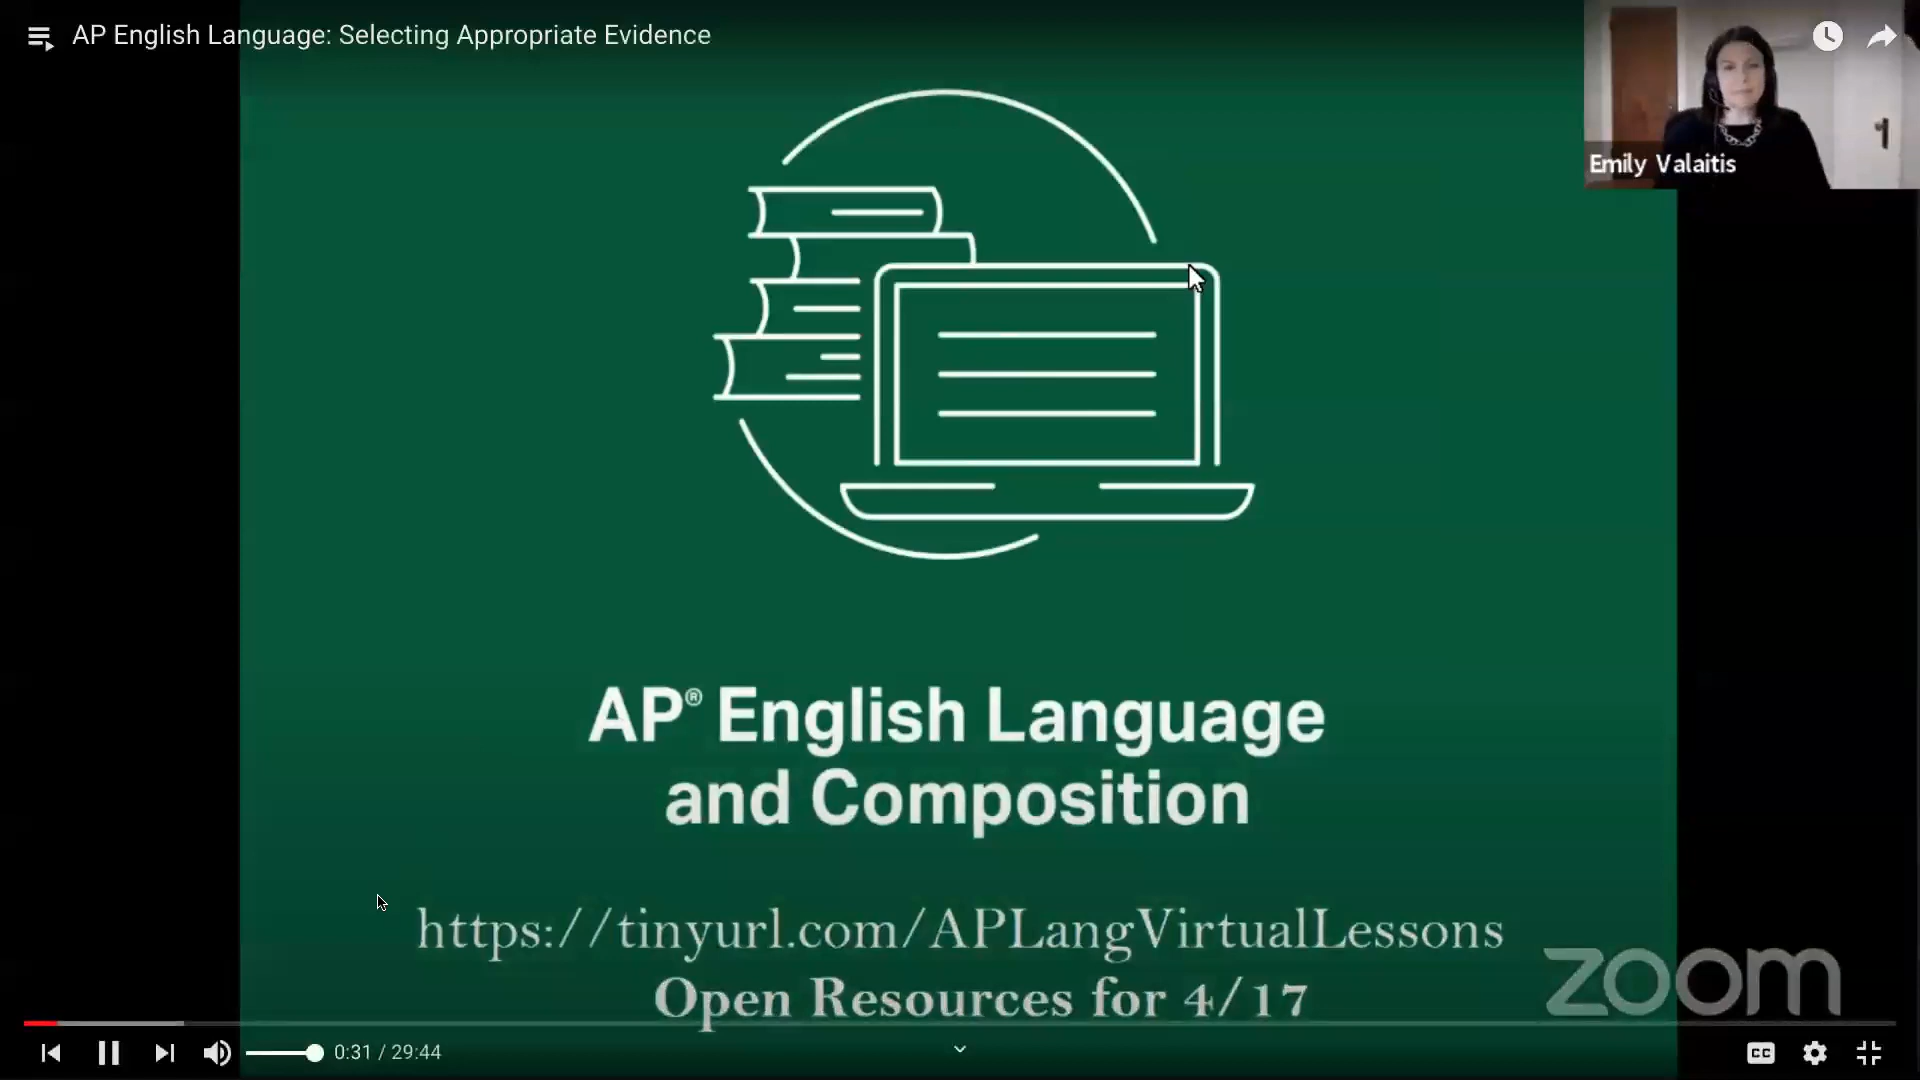 AP English Language: Selecting Appropriate Evidence
Emily Valaitis
AP® English Language
and Composition
https://tinyurl.com/APLangVirtualLessons
Open Resources for 4/17
zoom
0:31 / 29:44
CC